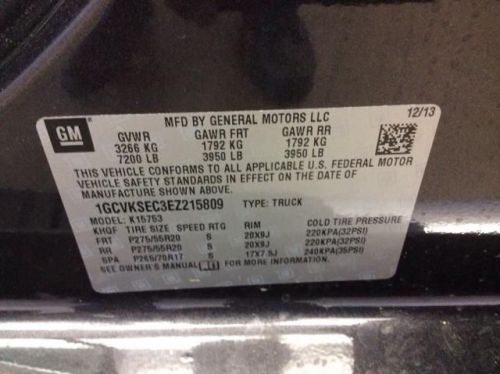 MFD BY GENERAL MOTORS LLC 12/13
GM GVWR GAWR FRT GAWR RR
3266 KG 1792 KG 1792 KG
7200 LB 3950 LB 3950 LB
THIS VEHICLE CONFORMS TO ALL APPLICABLE U.S. FEDERAL MOTOR
VEHICLE SAFETY STANDARDS IN EFFECT ON THE DATE OF
MANUFACTURE SHOWN ABOVE.
1GCVKSEC3EZ215809 TYPE: TRUCK
MODEL: K15753
KHQF TIRE SIZE SPEED RTG RIM COLD TIRE PRESSURE
FRT P275/55R20 S 20X9J 220KPA(32PSI)
RR P275/55R20 S 20X9J 220KPA(32PSI)
SPA P265/70R17 S 17X7.5J 240KPA(35PSI)
SEE OWNER'S MANUAL